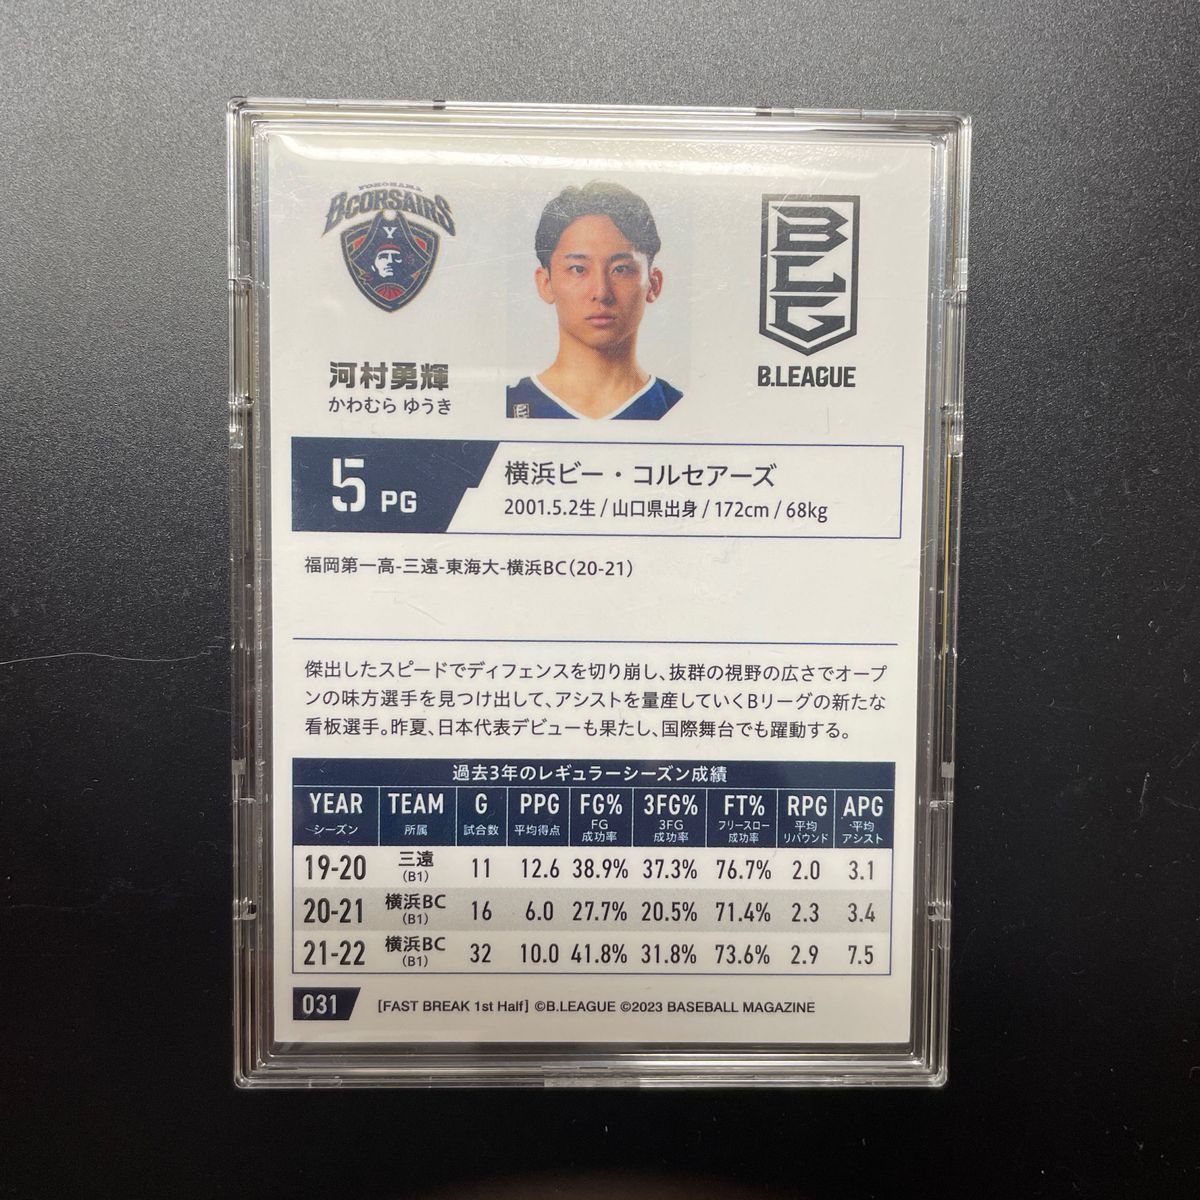 YOKOHAMA
BCORSAIRS
Y
BLG
B.LEAGUE
河村勇輝
かわむら ゆうき
5 PG
横浜ビー・コルセアーズ
2001.5.2生 / 山口県出身 / 172cm / 68kg
福岡第一高-三遠-東海大-横浜BC(20-21)
傑出したスピードでディフェンスを切り崩し、抜群の視野の広さでオープ
ンの味方選手を見つけ出して、アシストを量産していくBリーグの新たな
看板選手。昨夏、日本代表デビューも果たし、国際舞台でも躍動する。
過去3年のレギュラーシーズン成績
YEAR TEAM G PPG FG% 3FG% FT% RPG APG
シーズン 所属 試合数 平均得点 FG成功率 3FG成功率 フリースロー成功率 平均リバウンド 平均アシスト
19-20 三遠(B1) 11 12.6 38.9% 37.3% 76.7% 2.0 3.1
20-21 横浜BC(B1) 16 6.0 27.7% 20.5% 71.4% 2.3 3.4
21-22 横浜BC(B1) 32 10.0 41.8% 31.8% 73.6% 2.9 7.5
031 [FAST BREAK 1st Half] ©B.LEAGUE ©2023 BASEBALL MAGAZINE